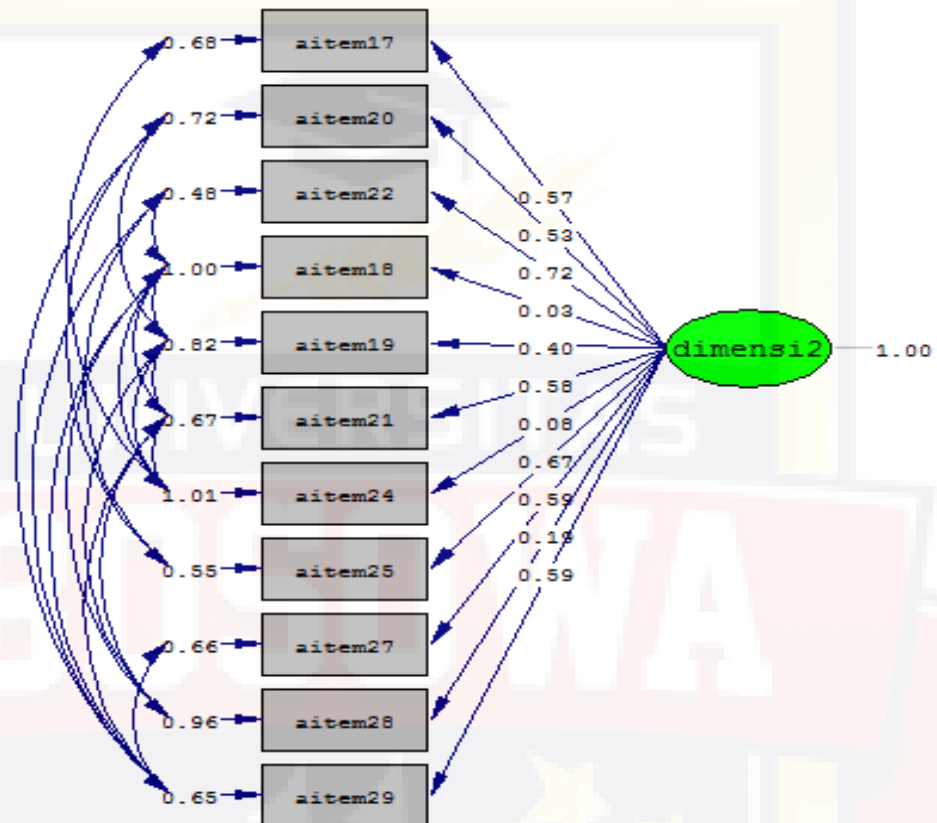 0.68 aitem17
0.72 aitem20
0.48 aitem22
1.00 aitem18
0.82 aitem19
0.67 aitem21
1.01 aitem24
0.55 aitem25
0.66 aitem27
0.96 aitem28
0.65 aitem29
0.57
0.53
0.72
0.03
0.40
0.58
0.08
0.67
0.59
0.19
0.59
dimensi2 1.00
UNIVERSITAS
BOSOWA